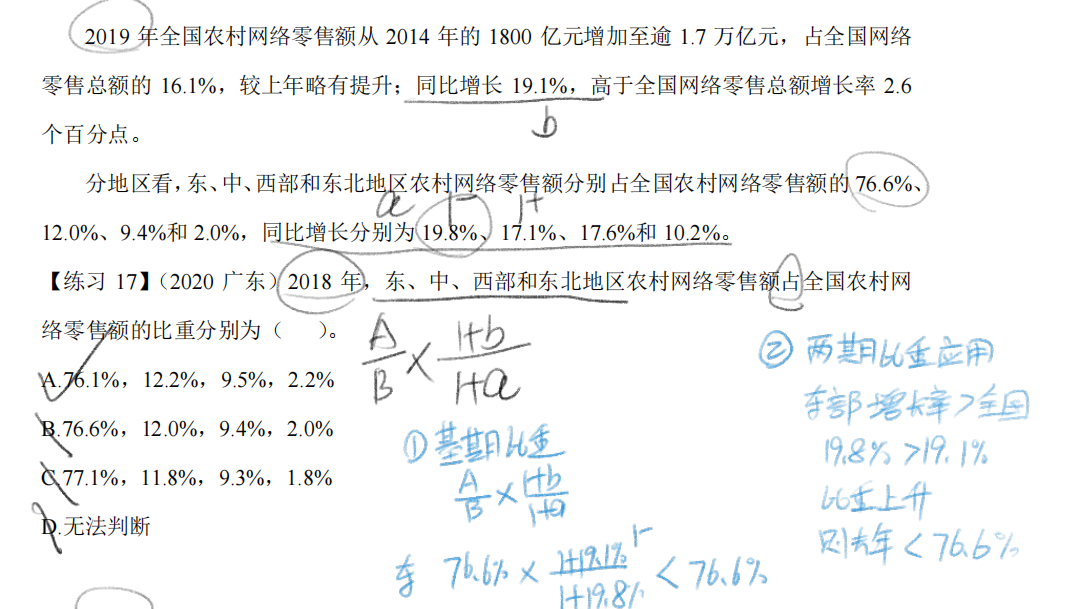 2019 年全国农村网络零售额从 2014 年的 1800 亿元增加至逾 1.7 万亿元，占全国网络
零售总额的 16.1%，较上年略有提升；同比增长 19.1%，高于全国网络零售总额增长率 2.6
b
个百分点。
分地区看，东、中、西部和东北地区农村网络零售额分别占全国农村网络零售额的 76.6%、
a 1- 1+
12.0%、9.4%和 2.0%，同比增长分别为 19.8%、17.1%、17.6%和 10.2%。
【练习 17】（2020 广东）2018 年，东、中、西部和东北地区农村网络零售额占全国农村网
络零售额的比重分别为（ ）。
A/B × 1+b/1+a
A.76.1%，12.2%，9.5%，2.2%
B.76.6%，12.0%，9.4%，2.0%
C.77.1%，11.8%，9.3%，1.8%
D.无法判断
①基期比重
A/B × 1+b/1+a
东 76.6% × 1+19.1%/1+19.8% 1- < 76.6%
② 两期比重应用
东部增长率>全国
19.8% >19.1%
比重上升
则去年 < 76.6%